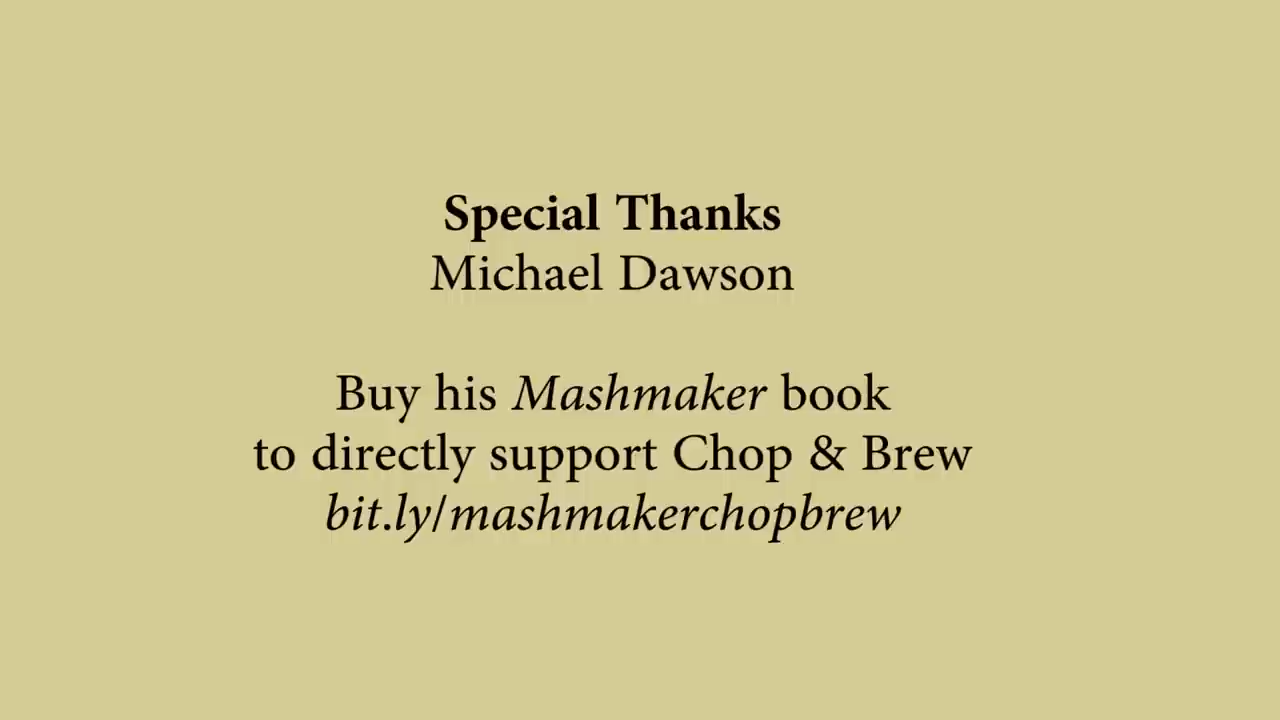 Special Thanks
Michael Dawson
Buy his Mashmaker book
to directly support Chop & Brew
bit.ly/mashmakerchopbrew